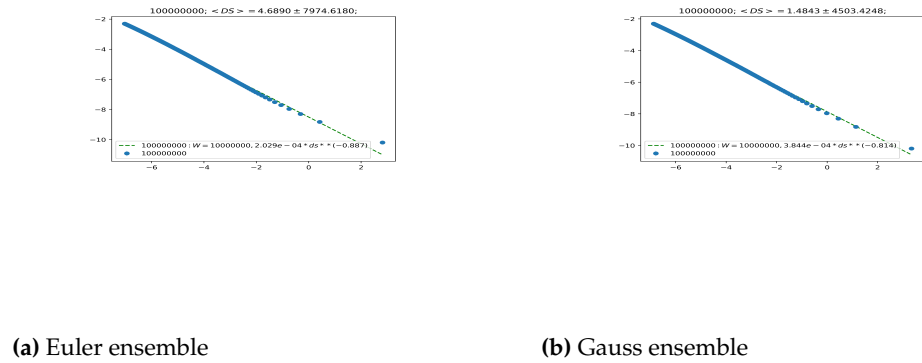 100000000; < DS > = 4.6890 ± 7974.6180;
−2
−4
−6
−8
−10
100000000 : W = 10000000, 2.029e − 04 * ds * * (−0.887)
100000000
−6 −4 −2 0 2
(a) Euler ensemble
100000000; < DS > = 1.4843 ± 4503.4248;
−2
−4
−6
−8
−10
100000000 : W = 10000000, 3.844e − 04 * ds * * (−0.814)
100000000
−6 −4 −2 0 2
(b) Gauss ensemble